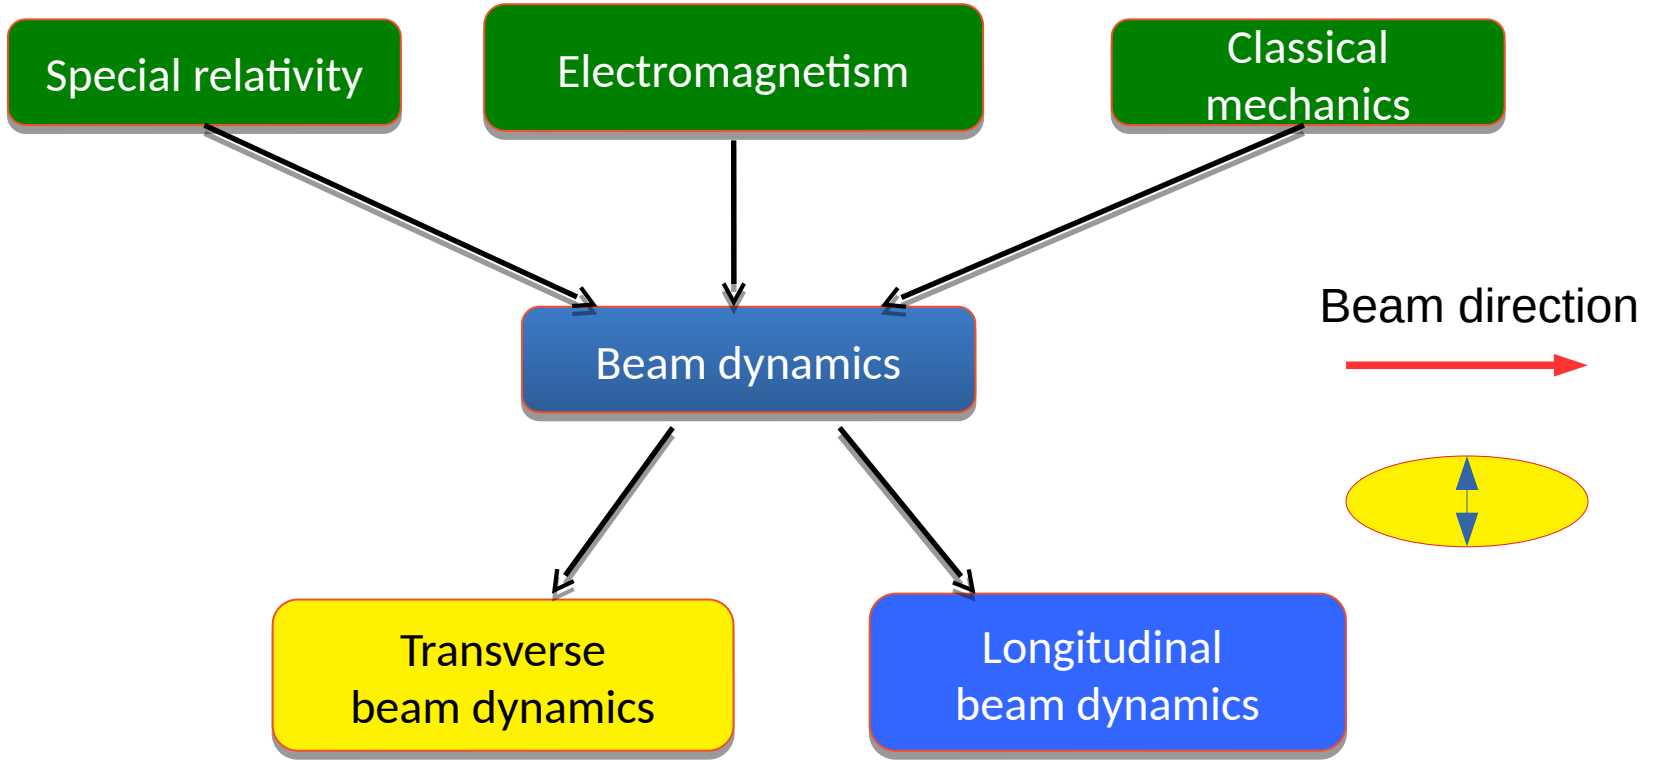 Special relativity
Electromagnetism
Classical
mechanics
Beam direction
Beam dynamics
Transverse
beam dynamics
Longitudinal
beam dynamics